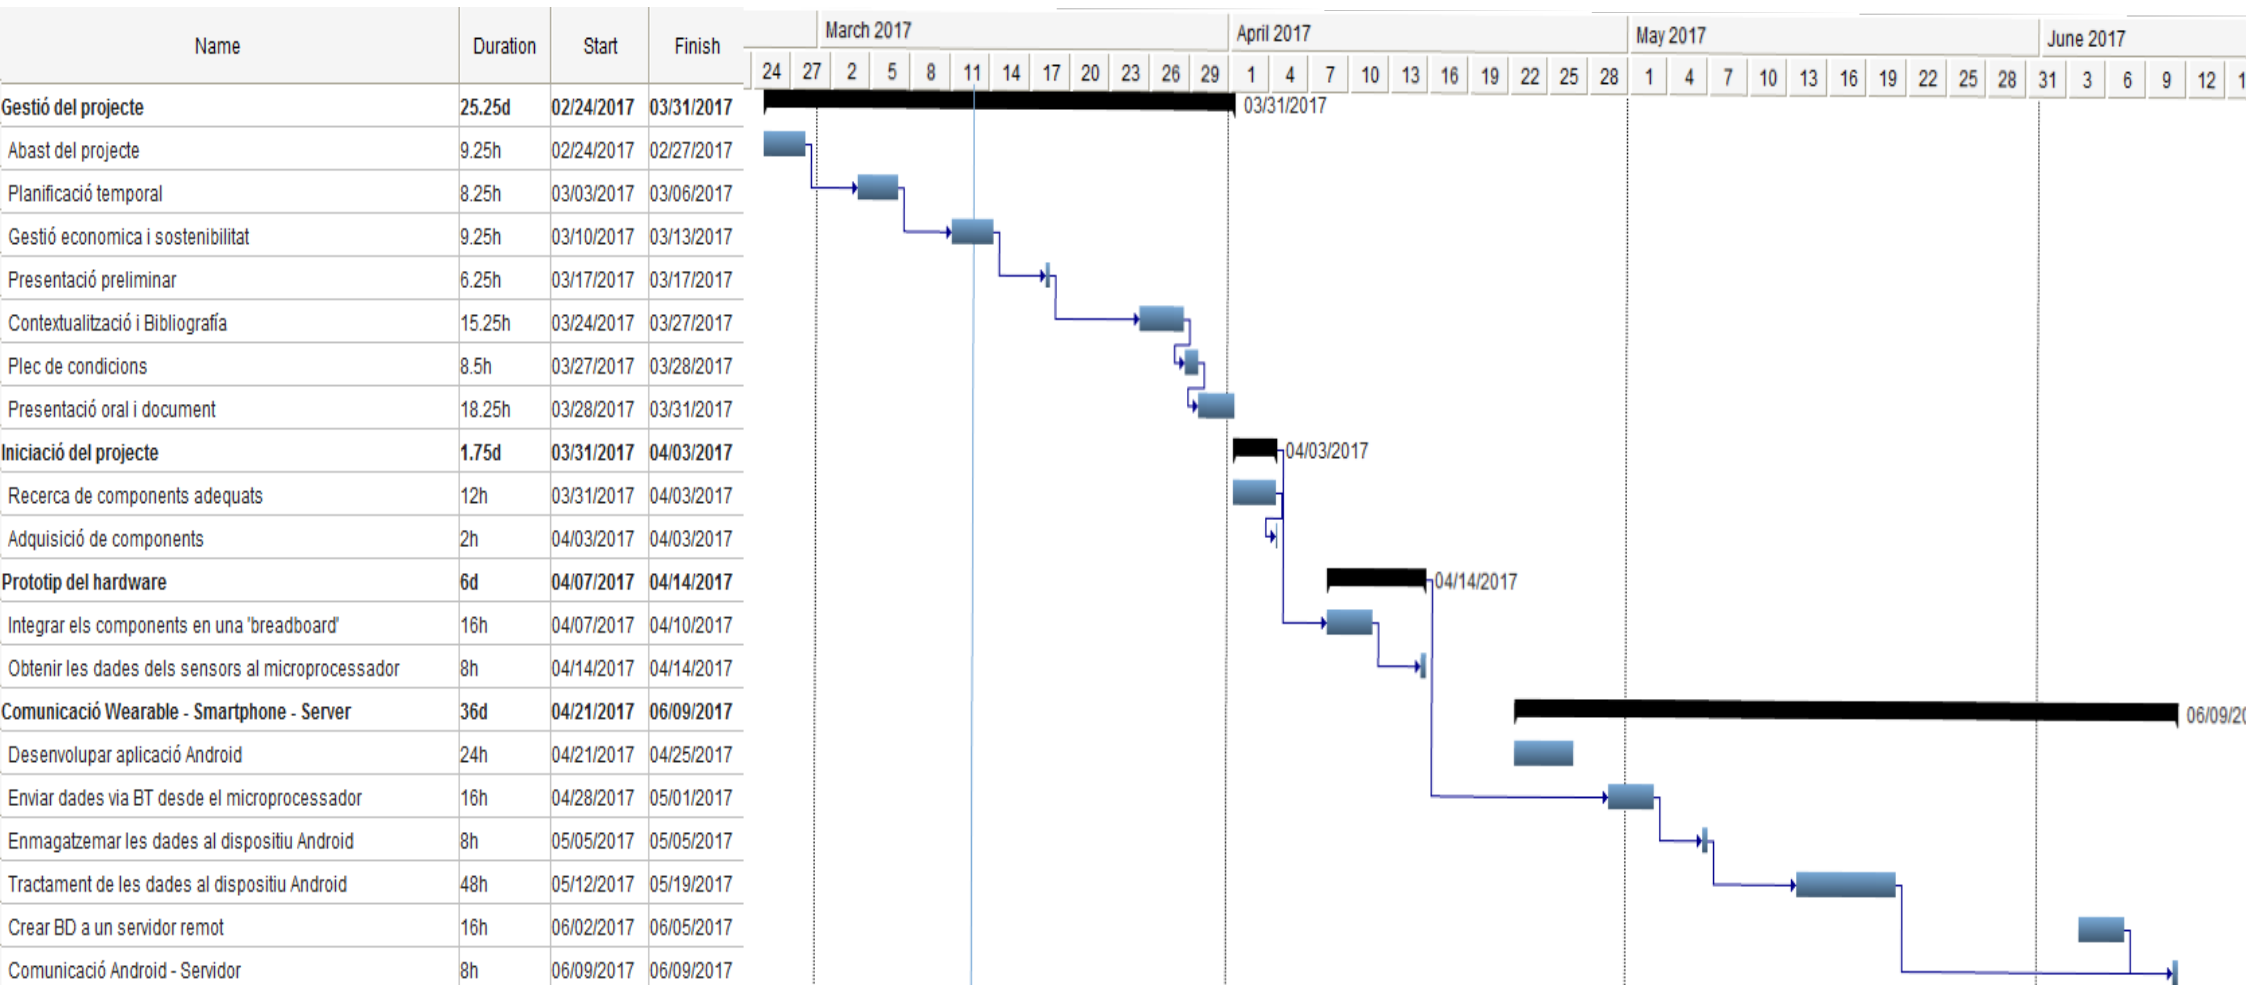 Name Duration Start Finish
March 2017 April 2017 May 2017 June 2017
24 27 2 5 8 11 14 17 20 23 26 29 1 4 7 10 13 16 19 22 25 28 1 4 7 10 13 16 19 22 25 28 31 3 6 9 12
Gestió del projecte 25.25d 02/24/2017 03/31/2017 03/31/2017
Abast del projecte 9.25h 02/24/2017 02/27/2017
Planificació temporal 8.25h 03/03/2017 03/06/2017
Gestió economica i sostenibilitat 9.25h 03/10/2017 03/13/2017
Presentació preliminar 6.25h 03/17/2017 03/17/2017
Contextualització i Bibliografía 15.25h 03/24/2017 03/27/2017
Plec de condicions 8.5h 03/27/2017 03/28/2017
Presentació oral i document 18.25h 03/28/2017 03/31/2017
Iniciació del projecte 1.75d 03/31/2017 04/03/2017 04/03/2017
Recerca de components adequats 12h 03/31/2017 04/03/2017
Adquisició de components 2h 04/03/2017 04/03/2017
Prototip del hardware 6d 04/07/2017 04/14/2017 04/14/2017
Integrar els components en una 'breadboard' 16h 04/07/2017 04/10/2017
Obtenir les dades dels sensors al microprocessador 8h 04/14/2017 04/14/2017
Comunicació Wearable - Smartphone - Server 36d 04/21/2017 06/09/2017 06/09/20
Desenvolupar aplicació Android 24h 04/21/2017 04/25/2017
Enviar dades via BT desde el microprocessador 16h 04/28/2017 05/01/2017
Enmagatzemar les dades al dispositiu Android 8h 05/05/2017 05/05/2017
Tractament de les dades al dispositiu Android 48h 05/12/2017 05/19/2017
Crear BD a un servidor remot 16h 06/02/2017 06/05/2017
Comunicació Android - Servidor 8h 06/09/2017 06/09/2017